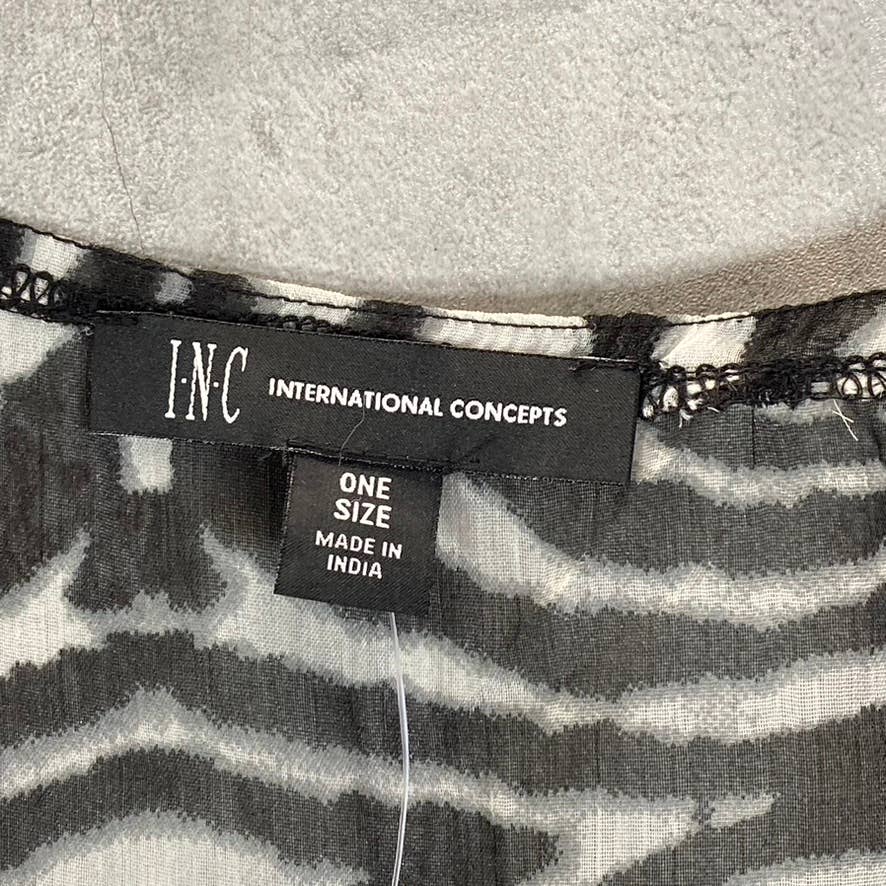 I·N·C INTERNATIONAL CONCEPTS
ONE
SIZE
MADE IN
INDIA